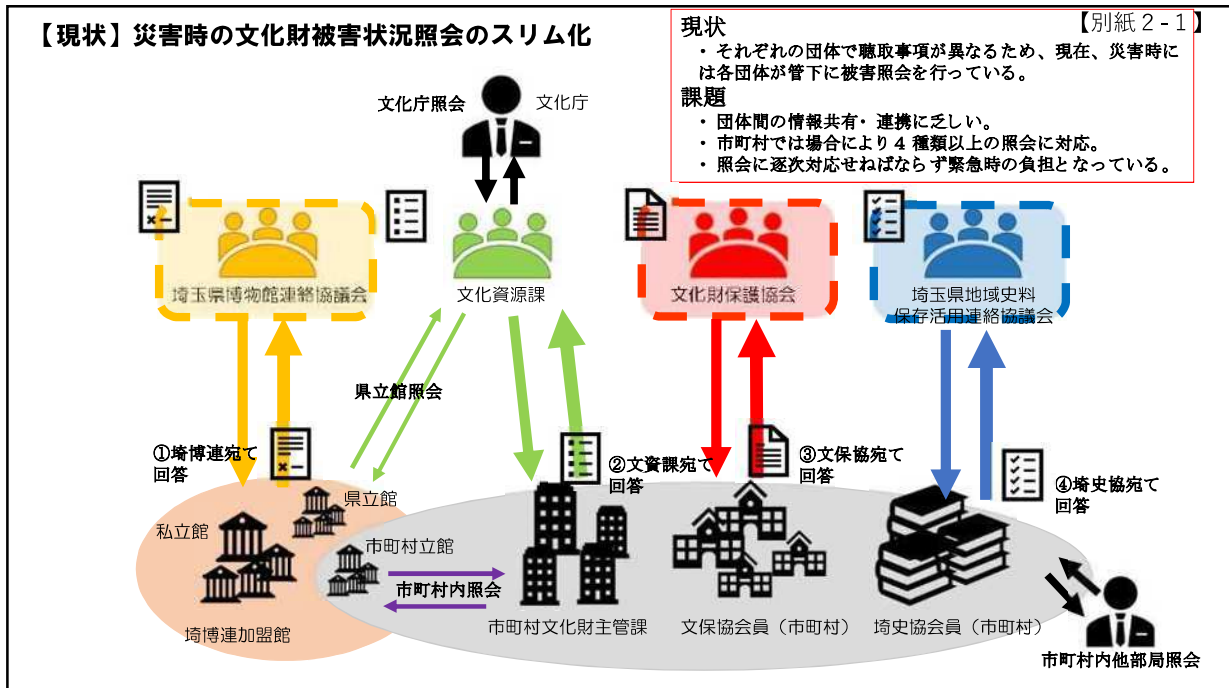 【現状】災害時の文化財被害状況照会のスリム化
【別紙2-1】
現状
・それぞれの団体で聴取事項が異なるため、現在、災害時に
は各団体が管下に被害照会を行っている。
課題
・団体間の情報共有・連携に乏しい。
・市町村では場合により4種類以上の照会に対応。
・照会に逐次対応せねばならず緊急時の負担となっている。
文化庁照会
文化庁
埼玉県博物館連絡協議会
文化資源課
文化財保護協会
埼玉県地域史料
保存活用連絡協議会
県立館照会
①埼博連宛て
回答
②文資課宛て
回答
③文保協宛て
回答
④埼史協宛て
回答
県立館
私立館
市町村立館
市町村内照会
埼博連加盟館
市町村文化財主管課
文保協会員（市町村）
埼史協会員（市町村）
市町村内他部局照会